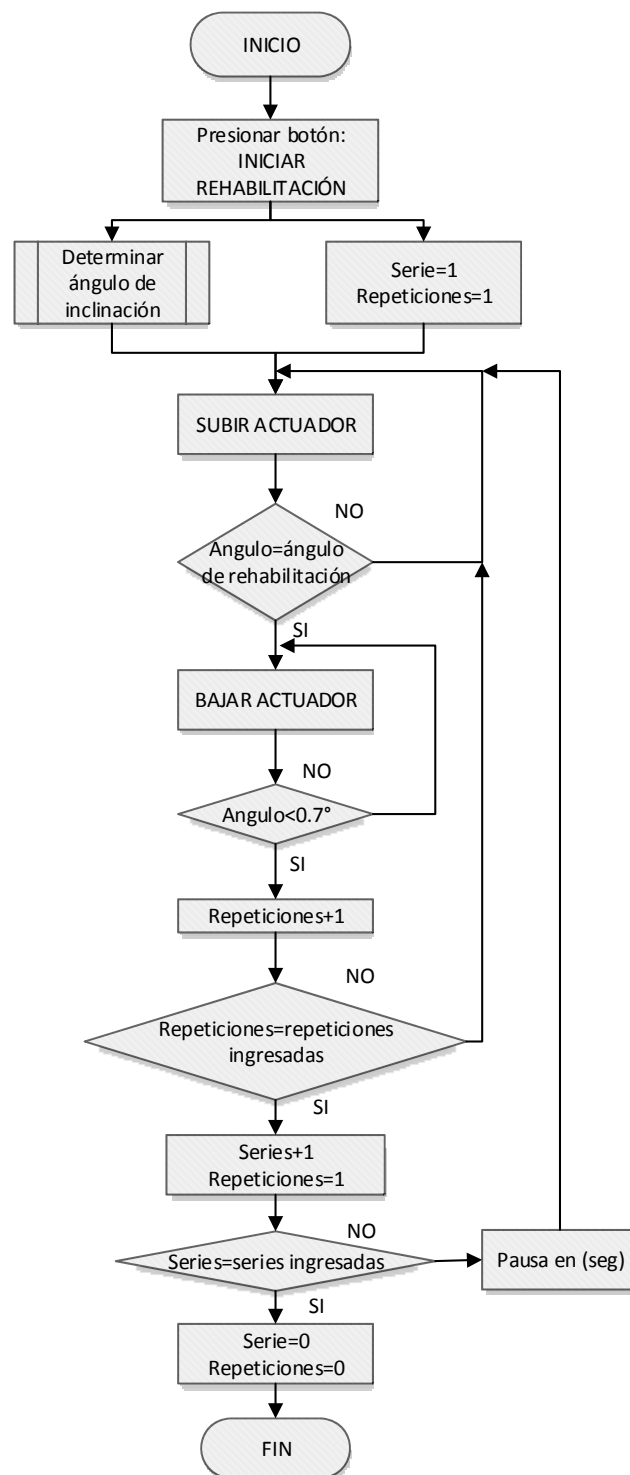 INICIO
Presionar botón:
INICIAR
REHABILITACIÓN
Determinar
ángulo de
inclinación
Serie=1
Repeticiones=1
SUBIR ACTUADOR
NO
Angulo=ángulo
de rehabilitación
SI
BAJAR ACTUADOR
NO
Angulo<0.7°
SI
Repeticiones+1
NO
Repeticiones=repeticiones
ingresadas
SI
Series+1
Repeticiones=1
NO
Series=series ingresadas
Pausa en (seg)
SI
Serie=0
Repeticiones=0
FIN